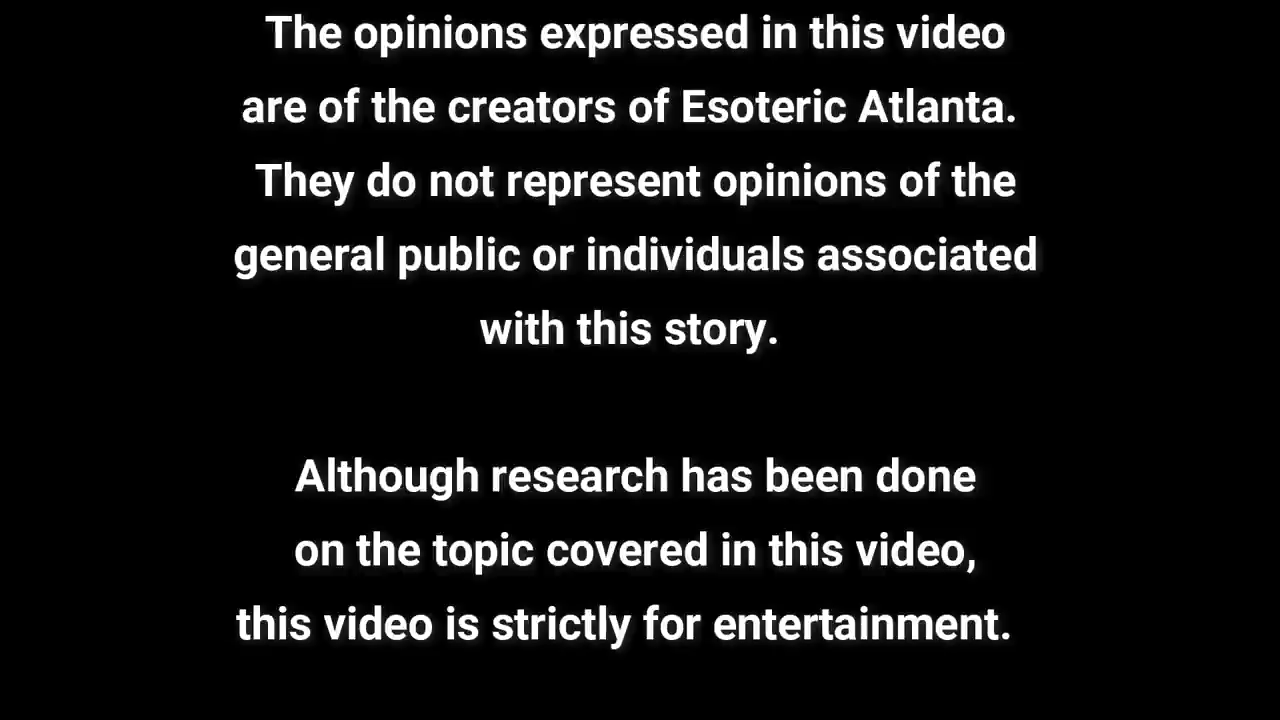 The opinions expressed in this video
are of the creators of Esoteric Atlanta.
They do not represent opinions of the
general public or individuals associated
with this story.
Although research has been done
on the topic covered in this video,
this video is strictly for entertainment.